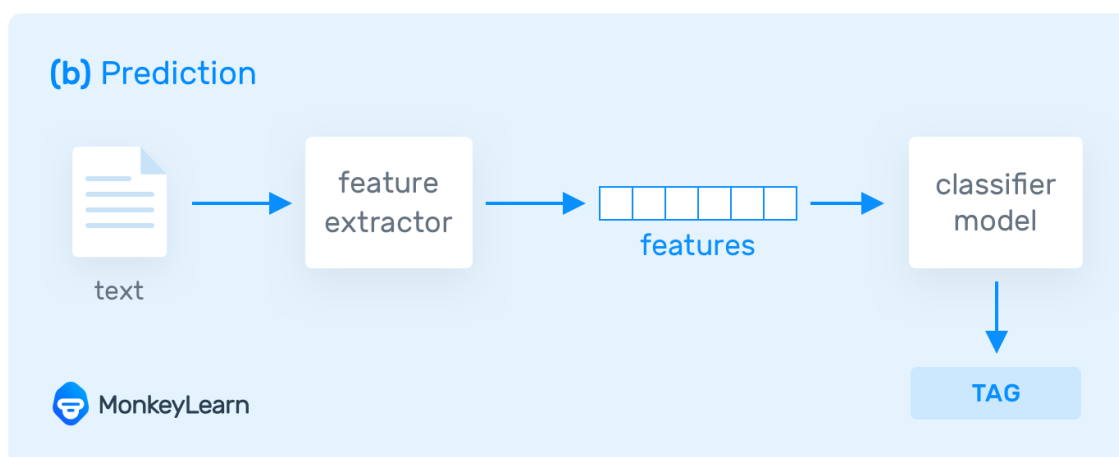 (b) Prediction
text
feature
extractor
features
classifier
model
TAG
MonkeyLearn